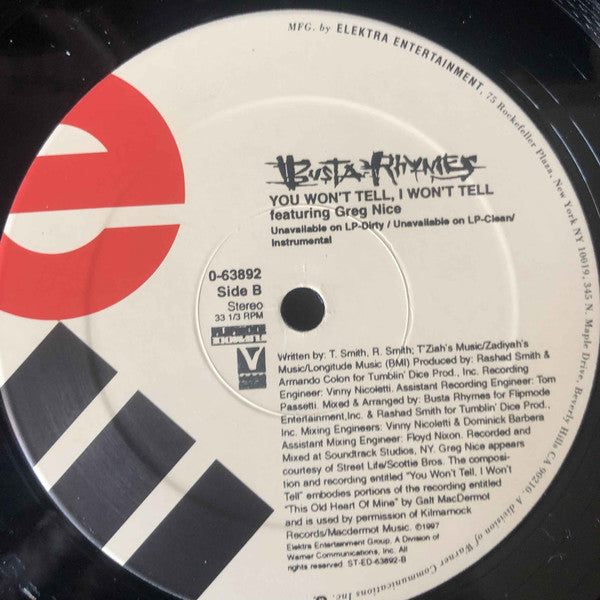 MFG. by ELEKTRA ENTERTAINMENT, 75 Rockefeller Plaza, New York NY 10019, 345 N. Maple Drive, Beverly Hills CA 90210. A division of Warner Communications Inc.
BUSTA RHYMES
YOU WON'T TELL, I WON'T TELL
featuring Greg Nice
Unavailable on LP-Dirty / Unavailable on LP-Clean/
Instrumental
0-63892
Side B
Stereo
33 1/3 RPM
FLIPMODE
Written by: T. Smith, R. Smith; T'Ziah's Music/Zadiyah's
Music/Longitude Music (BMI) Produced by: Rashad Smith &
Armando Colon for Tumblin' Dice Prod., Inc. Recording
Engineer: Vinny Nicoletti. Assistant Recording Engineer: Tom
Passetti. Mixed & Arranged by: Busta Rhymes for Flipmode
Entertainment,Inc. & Rashad Smith for Tumblin' Dice Prod.,
Inc. Mixing Engineers: Vinny Nicoletti & Dominick Barbera
Assistant Mixing Engineer: Floyd Nixon. Recorded and
Mixed at Soundtrack Studios, NY. Greg Nice appears
courtesy of Street Life/Scottie Bros. The composi-
tion and recording entitled "You Won't Tell, I Won't
Tell" embodies portions of the recording entitled
"This Old Heart Of Mine" by Galt MacDermot
and is used by permission of Kilmarnock
Records/Macdermot Music. ©1997
Elektra Entertainment Group. A Division of
Warner Communications, Inc. All
rights reserved. ST-ED-63892-B